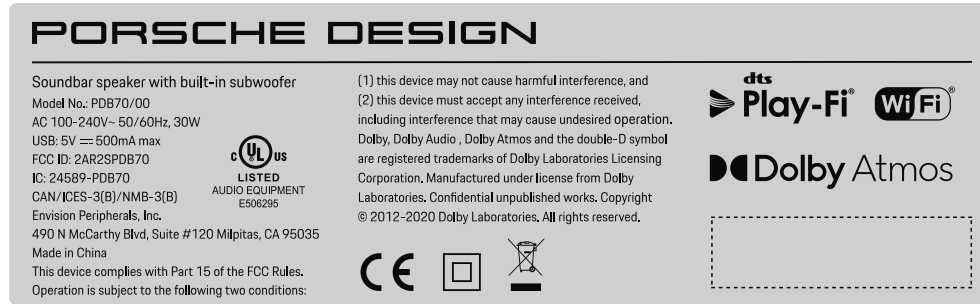 PORSCHE DESIGN
Soundbar speaker with built-in subwoofer
Model No.: PDB70/00
AC 100-240V~ 50/60Hz, 30W
USB: 5V ⎓ 500mA max
FCC ID: 2AR2SPDB70
IC: 24589-PDB70
CAN/ICES-3(B)/NMB-3(B)
Envision Peripherals, Inc.
490 N McCarthy Blvd, Suite #120 Milpitas, CA 95035
Made in China
This device complies with Part 15 of the FCC Rules.
Operation is subject to the following two conditions:
c UL US
LISTED
AUDIO EQUIPMENT
E506295
(1) this device may not cause harmful interference, and
(2) this device must accept any interference received,
including interference that may cause undesired operation.
Dolby, Dolby Audio , Dolby Atmos and the double-D symbol
are registered trademarks of Dolby Laboratories Licensing
Corporation. Manufactured under license from Dolby
Laboratories. Confidential unpublished works. Copyright
© 2012-2020 Dolby Laboratories. All rights reserved.
CE
dts
Play-Fi®
WiFi®
Dolby Atmos